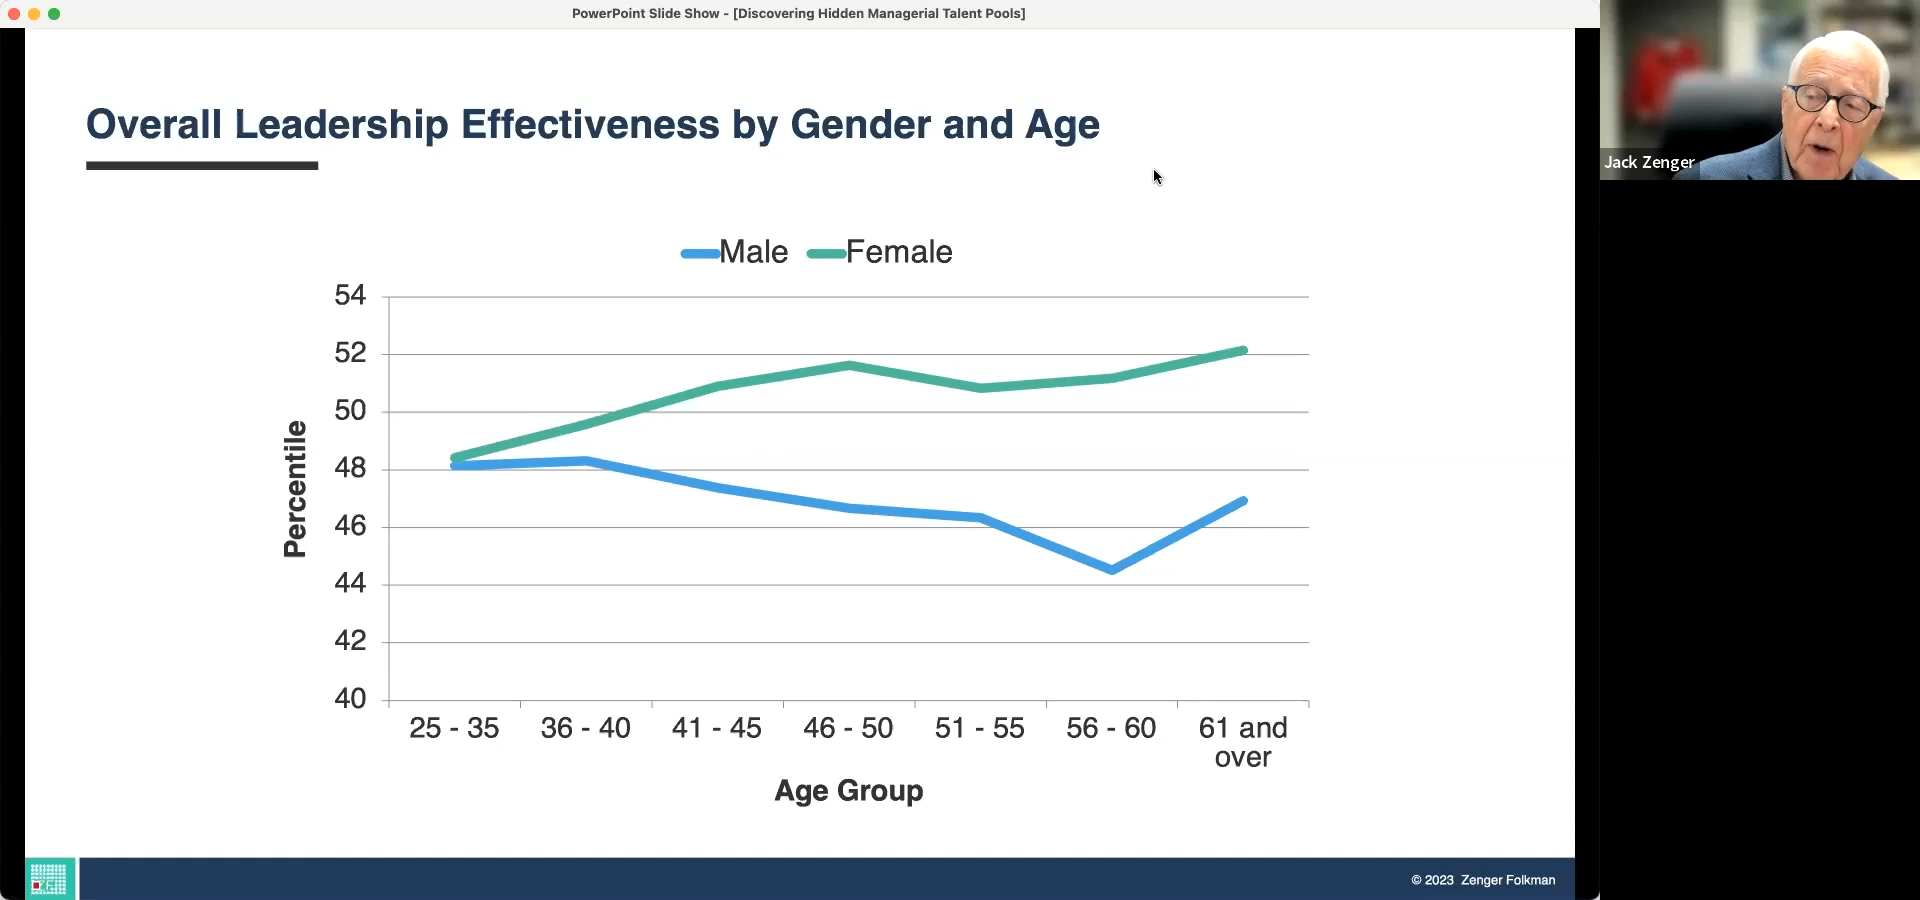 PowerPoint Slide Show - [Discovering Hidden Managerial Talent Pools]
Jack Zenger
Overall Leadership Effectiveness by Gender and Age
Male Female
54
52
50
48
46
44
42
40
Percentile
25 - 35 36 - 40 41 - 45 46 - 50 51 - 55 56 - 60 61 and
over
Age Group
© 2023 Zenger Folkman